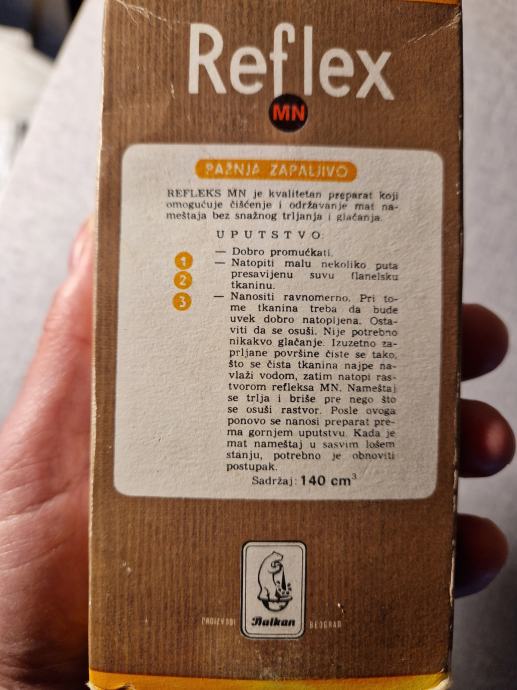 Reflex
MN
PAŽNJA ZAPALJIVO
REFLEKS MN je kvalitetan preparat koji
omogućuje čišćenje i održavanje mat na-
meštaja bez snažnog trljanja i glačanja.
UPUTSTVO:
1 — Dobro promućkati.
2 — Natopiti malu nekoliko puta
presavijenu suvu flanelsku
tkaninu.
3 — Nanositi ravnomerno. Pri to-
me tkanina treba da bude
uvek dobro natopljena. Osta-
viti da se osuši. Nije potrebno
nikakvo glačanje. Izuzetno za-
prljane površine čiste se tako,
što se čista tkanina najpe na-
vlaži vodom, zatim natopi ras-
tvorom refleksa MN. Nameštaj
se trlja i briše pre nego što
se osuši rastvor. Posle ovoga
ponovo se nanosi preparat pre-
ma gornjem uputstvu. Kada je
mat nameštaj u sasvim lošem
stanju, potrebno je obnoviti
postupak.
Sadržaj: 140 cm³
PROIZVODI Balkan BEOGRAD